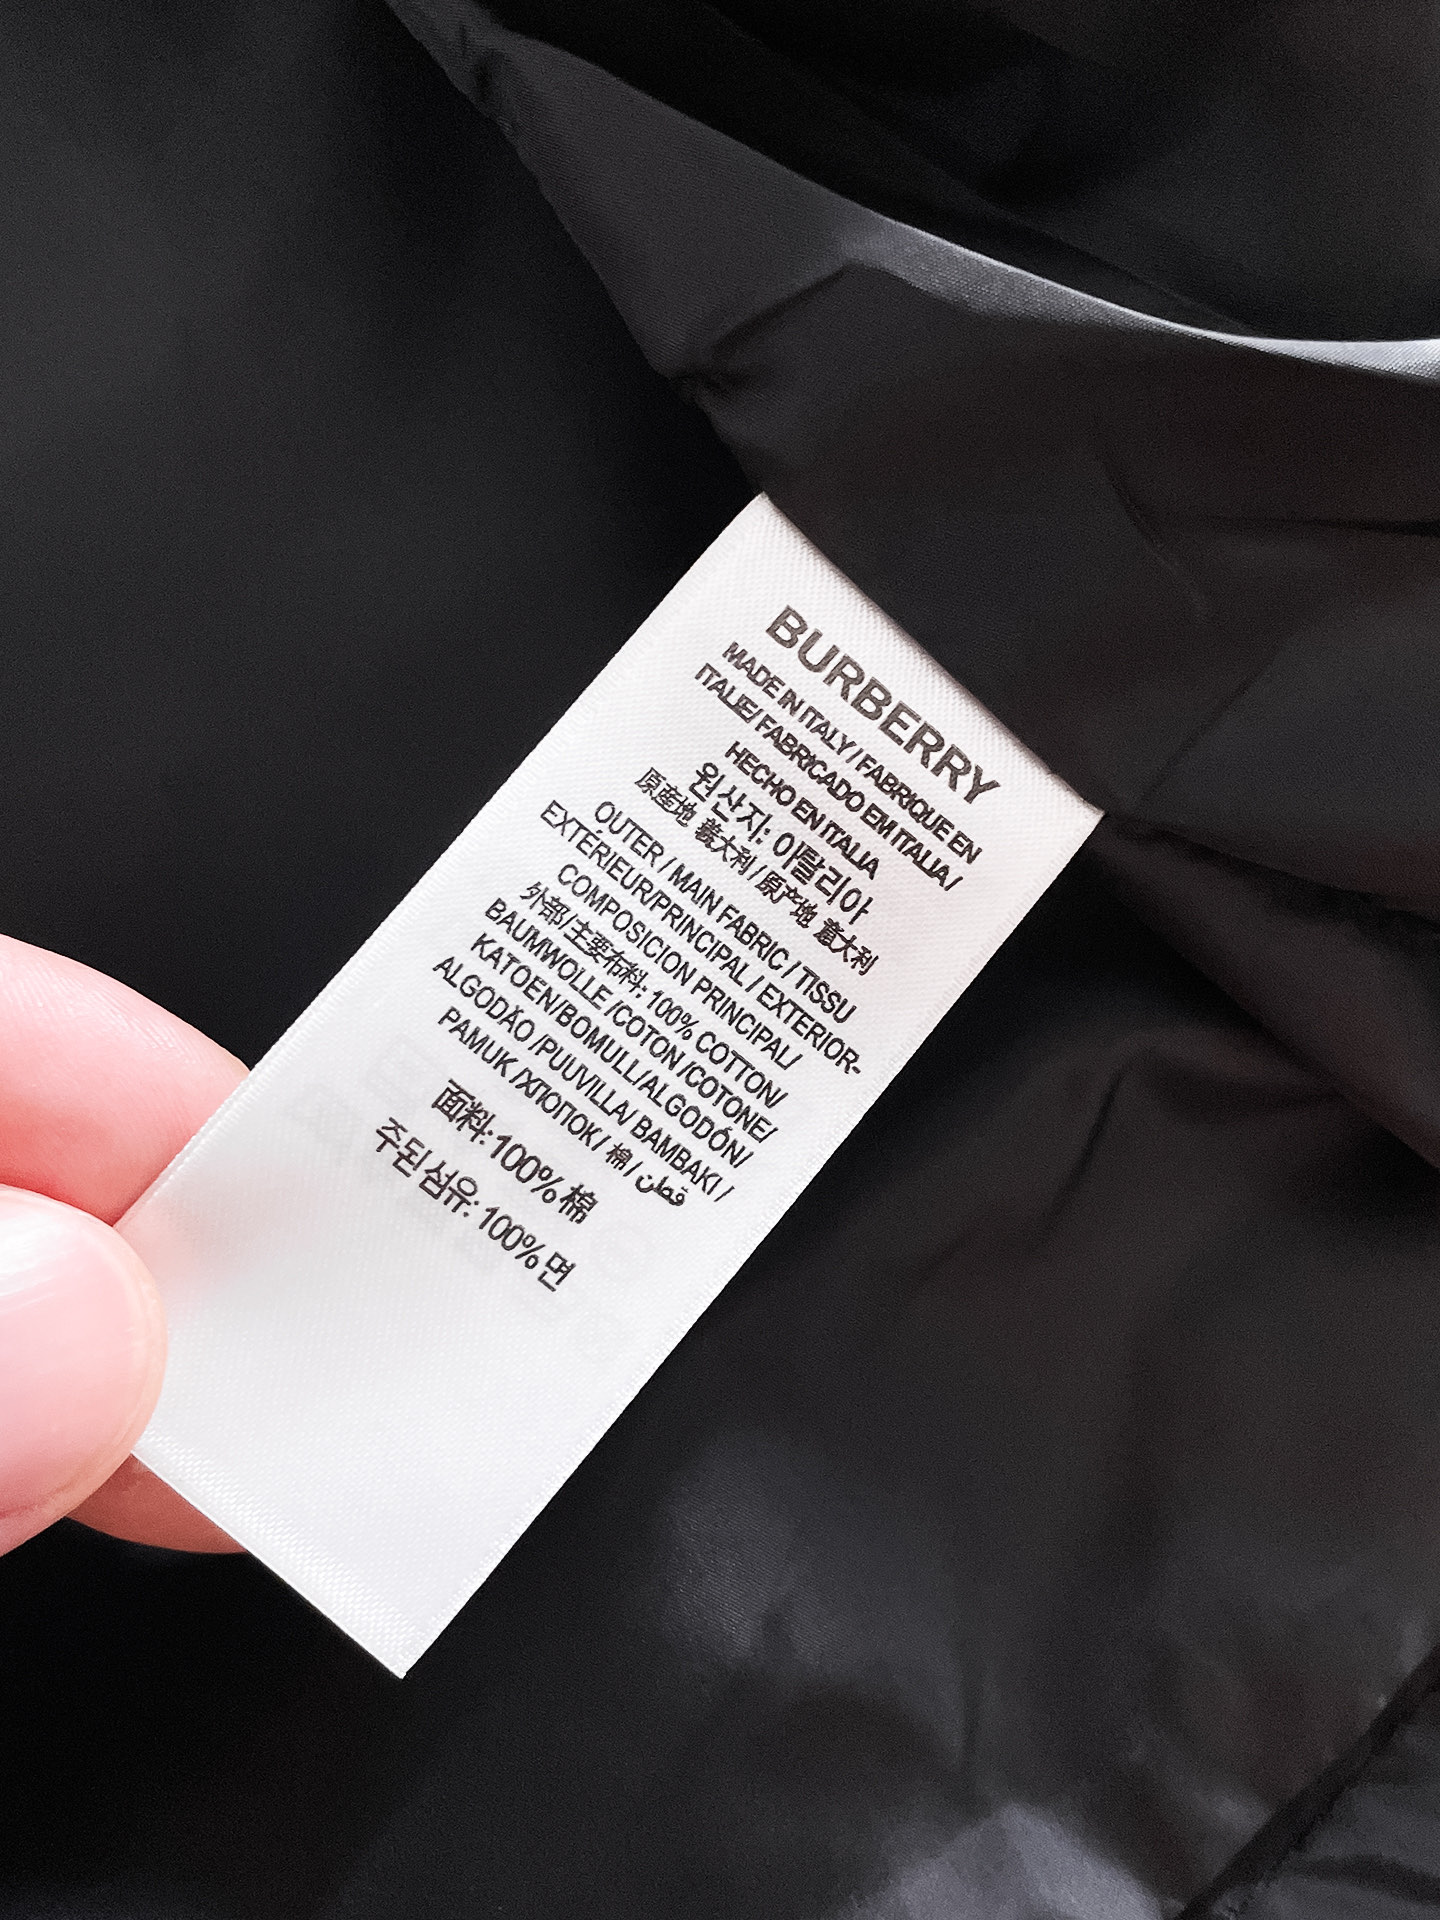 BURBERRY
MADE IN ITALY / FABRIQUE EN
ITALIE/ FABRICADO EM ITALIA/
HECHO EN ITALIA
원산지: 이탈리아
原産地 義大利 / 原产地 意大利
OUTER / MAIN FABRIC / TISSU
EXTÉRIEUR/PRINCIPAL / EXTERIOR-
COMPOSICION PRINCIPAL/
外部/主要布料: 100% COTTON/
BAUMWOLLE /COTON /COTONE/
KATOEN/BOMULL/ALGODÓN/
ALGODÃO /PUUVILLA/ BAMBAKI /
PAMUK /ХЛОПОК/ 棉 / قطن
面料: 100% 棉
주된 섬유: 100% 면